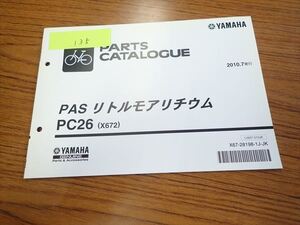 135
YAMAHA
PARTS
CATALOGUE
2010.7発行
PAS リトルモアリチウム
PC26 (X672)
YAMAHA
GENUINE
Parts & Accessories
X67-28198-1J-JK